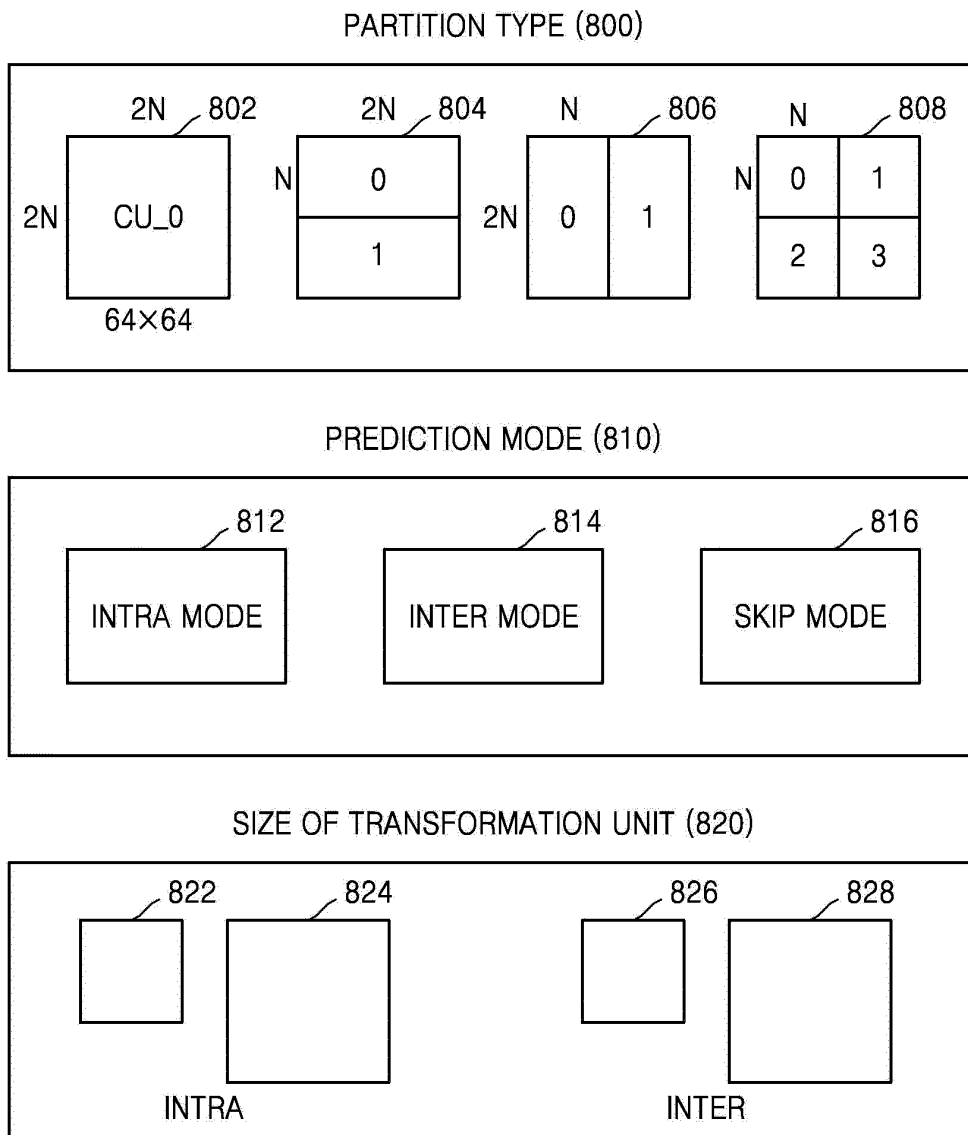 PARTITION TYPE (800)
2N 802 2N 804 N 806 N 808
2N CU_0 N 0 2N 0 1 N 0 1
1 2 3
64×64
PREDICTION MODE (810)
812 814 816
INTRA MODE INTER MODE SKIP MODE
SIZE OF TRANSFORMATION UNIT (820)
822 824 826 828
INTRA INTER